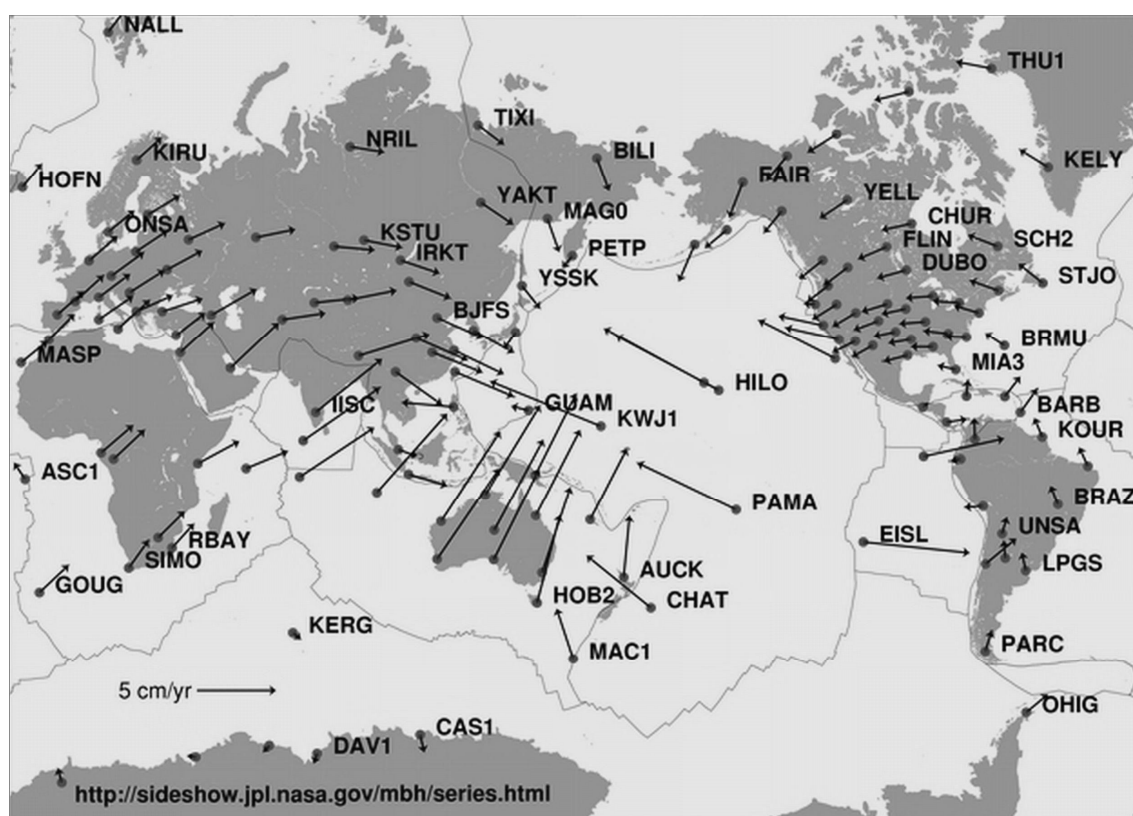 NALL
THU1
TIXI
NRIL
BILI
KIRU
KELY
HOFN
FAIR
YELL
YAKT
MAG0
CHUR
ONSA
KSTU
FLIN
SCH2
IRKT
PETP
DUBO
YSSK
STJO
BJFS
BRMU
MASP
MIA3
HILO
IISC
GUAM
KWJ1
BARB
KOUR
ASC1
PAMA
BRAZ
EISL
UNSA
RBAY
SIMO
AUCK
LPGS
GOUG
HOB2
CHAT
KERG
MAC1
PARC
5 cm/yr
OHIG
CAS1
DAV1
http://sideshow.jpl.nasa.gov/mbh/series.html